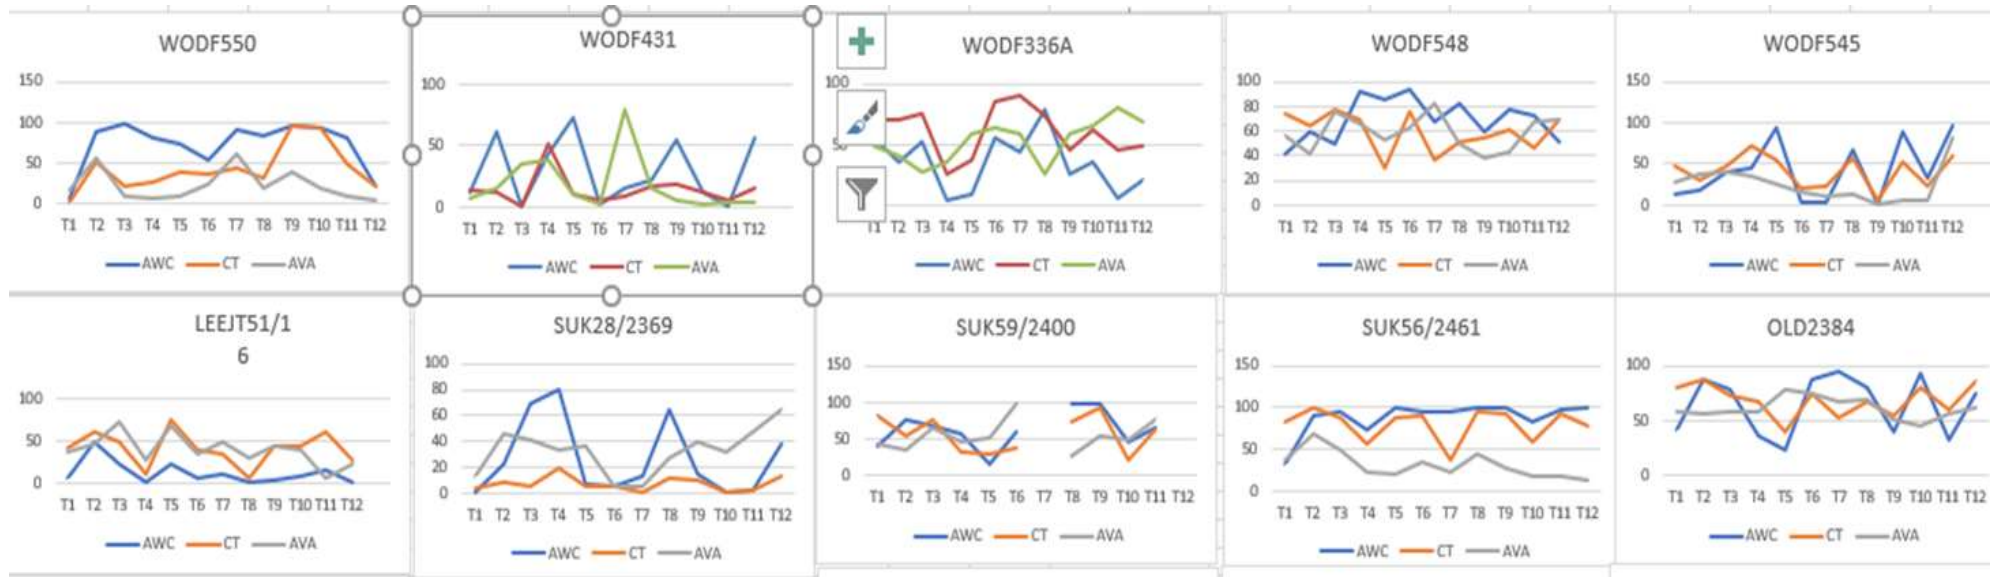 WODF550
150
100
50
0
T1 T2 T3 T4 T5 T6 T7 T8 T9 T10 T11 T12
AWC CT AVA
WODF431
100
50
0
T1 T2 T3 T4 T5 T6 T7 T8 T9 T10 T11 T12
AWC CT AVA
WODF336A
100
T2 T3 T4 T5 T6 T7 T8 T9 T10 T11 T12
AWC CT AVA
WODF548
100
80
60
40
20
0
T1 T2 T3 T4 T5 T6 T7 T8 T9 T10 T11 T12
AWC CT AVA
WODF545
150
100
50
0
T1 T2 T3 T4 T5 T6 T7 T8 T9 T10 T11 T12
AWC CT AVA
LEEJT51/1
6
100
50
0
T1 T2 T3 T4 T5 T6 T7 T8 T9 T10 T11 T12
AWC CT AVA
SUK28/2369
100
80
60
40
20
0
T1 T2 T3 T4 T5 T6 T7 T8 T9 T10 T11 T12
AWC CT AVA
SUK59/2400
150
100
50
0
T1 T2 T3 T4 T5 T6 T8 T9 T10 T11 T12
AWC CT AVA
SUK56/2461
150
100
50
0
T1 T2 T3 T4 T5 T6 T7 T8 T9 T10 T11 T12
AWC CT AVA
OLD2384
100
50
0
T1 T2 T3 T4 T5 T6 T7 T8 T9 T10 T11 T12
AWC CT AVA